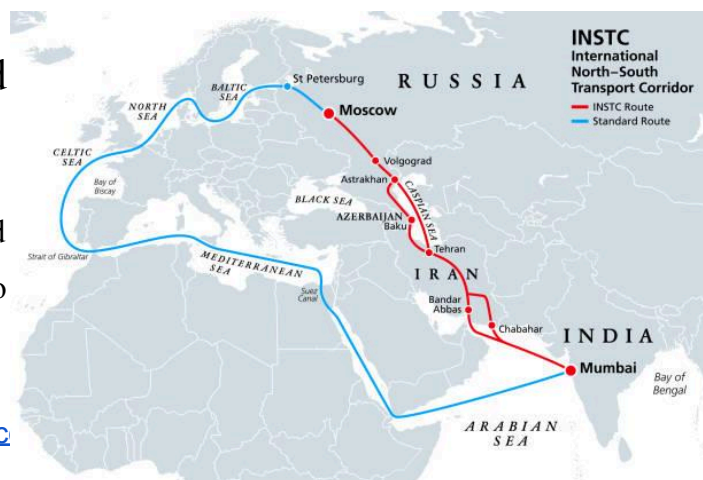 d
d
o
INSTC
International
North–South
Transport Corridor
INSTC Route
Standard Route
St Petersburg
BALTIC
SEA
RUSSIA
NORTH
SEA
Moscow
CELTIC
SEA
Volgograd
Bay of
Biscay
Astrakhan
CASPIAN SEA
BLACK SEA
AZERBAIJAN
Baku
Tehran
Strait of Gibraltar
MEDITERRANEAN
SEA
IRAN
Suez
Canal
Bandar
Abbas
Chabahar
INDIA
Mumbai
Bay of
Bengal
ARABIAN
SEA